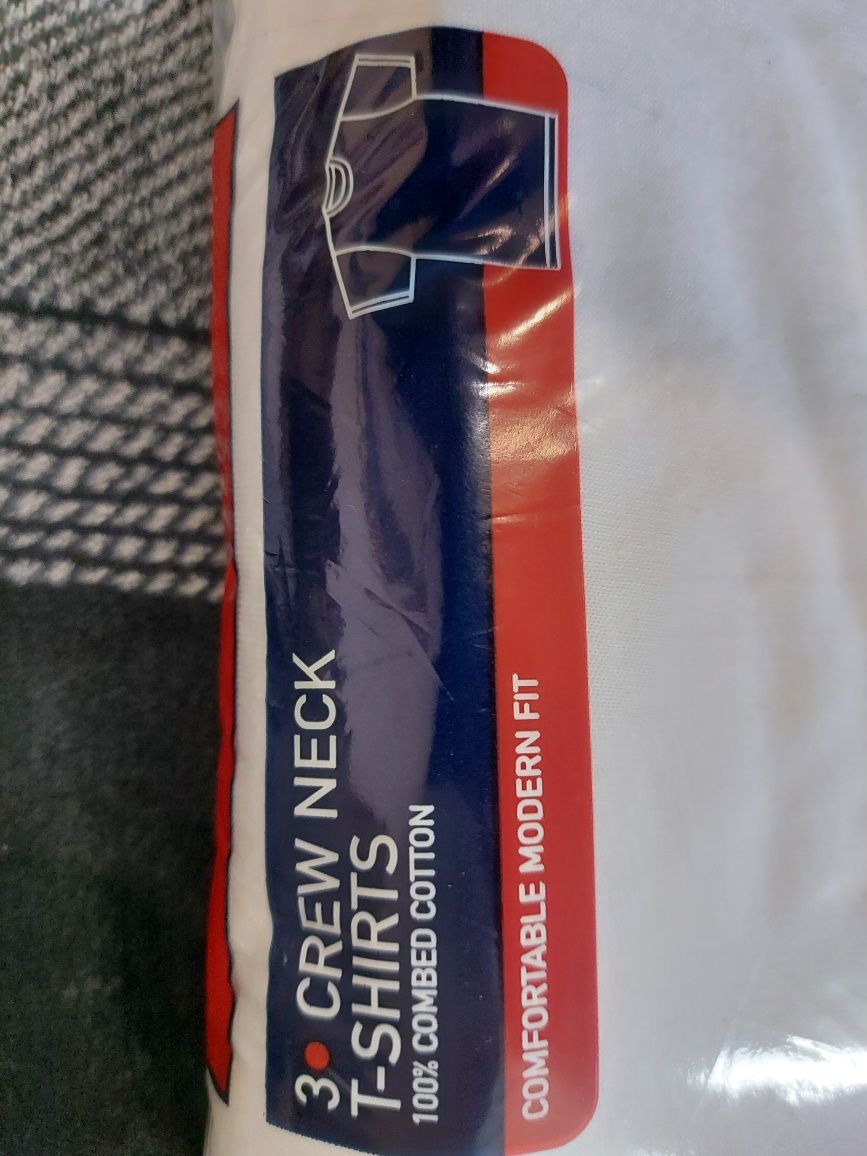 3 • CREW NECK
T-SHIRTS
100% COMBED COTTON
COMFORTABLE MODERN FIT